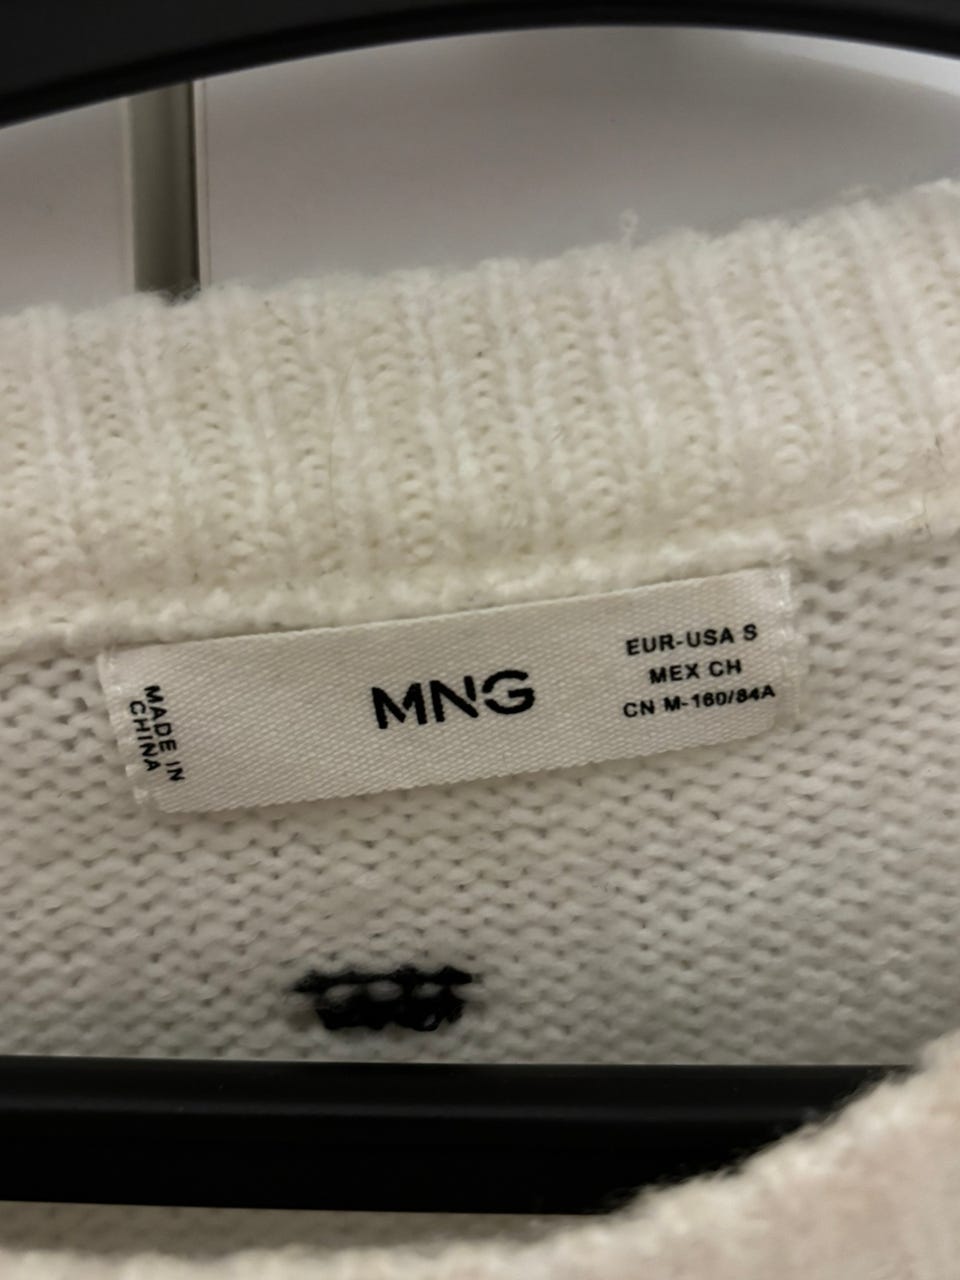 MADE IN
CHINA
MNG
EUR-USA S
MEX CH
CN M-160/84A